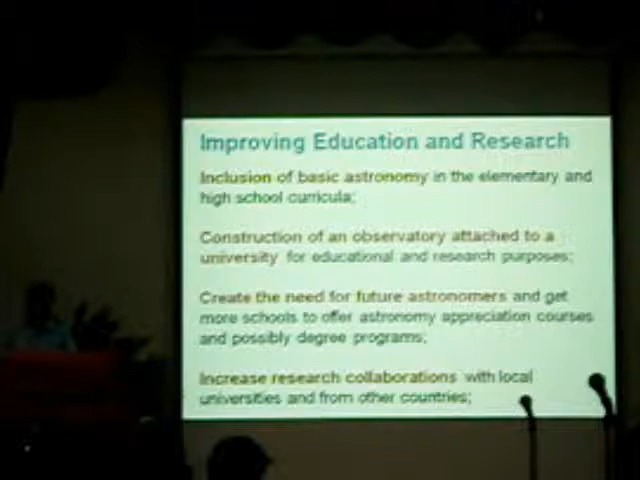 Improving Education and Research
Inclusion of basic astronomy in the elementary and
high school curricula;
Construction of an observatory attached to a
university for educational and research purposes;
Create the need for future astronomers and get
more schools to offer astronomy appreciation courses
and possibly degree programs;
Increase research collaborations with local
universities and from other countries;